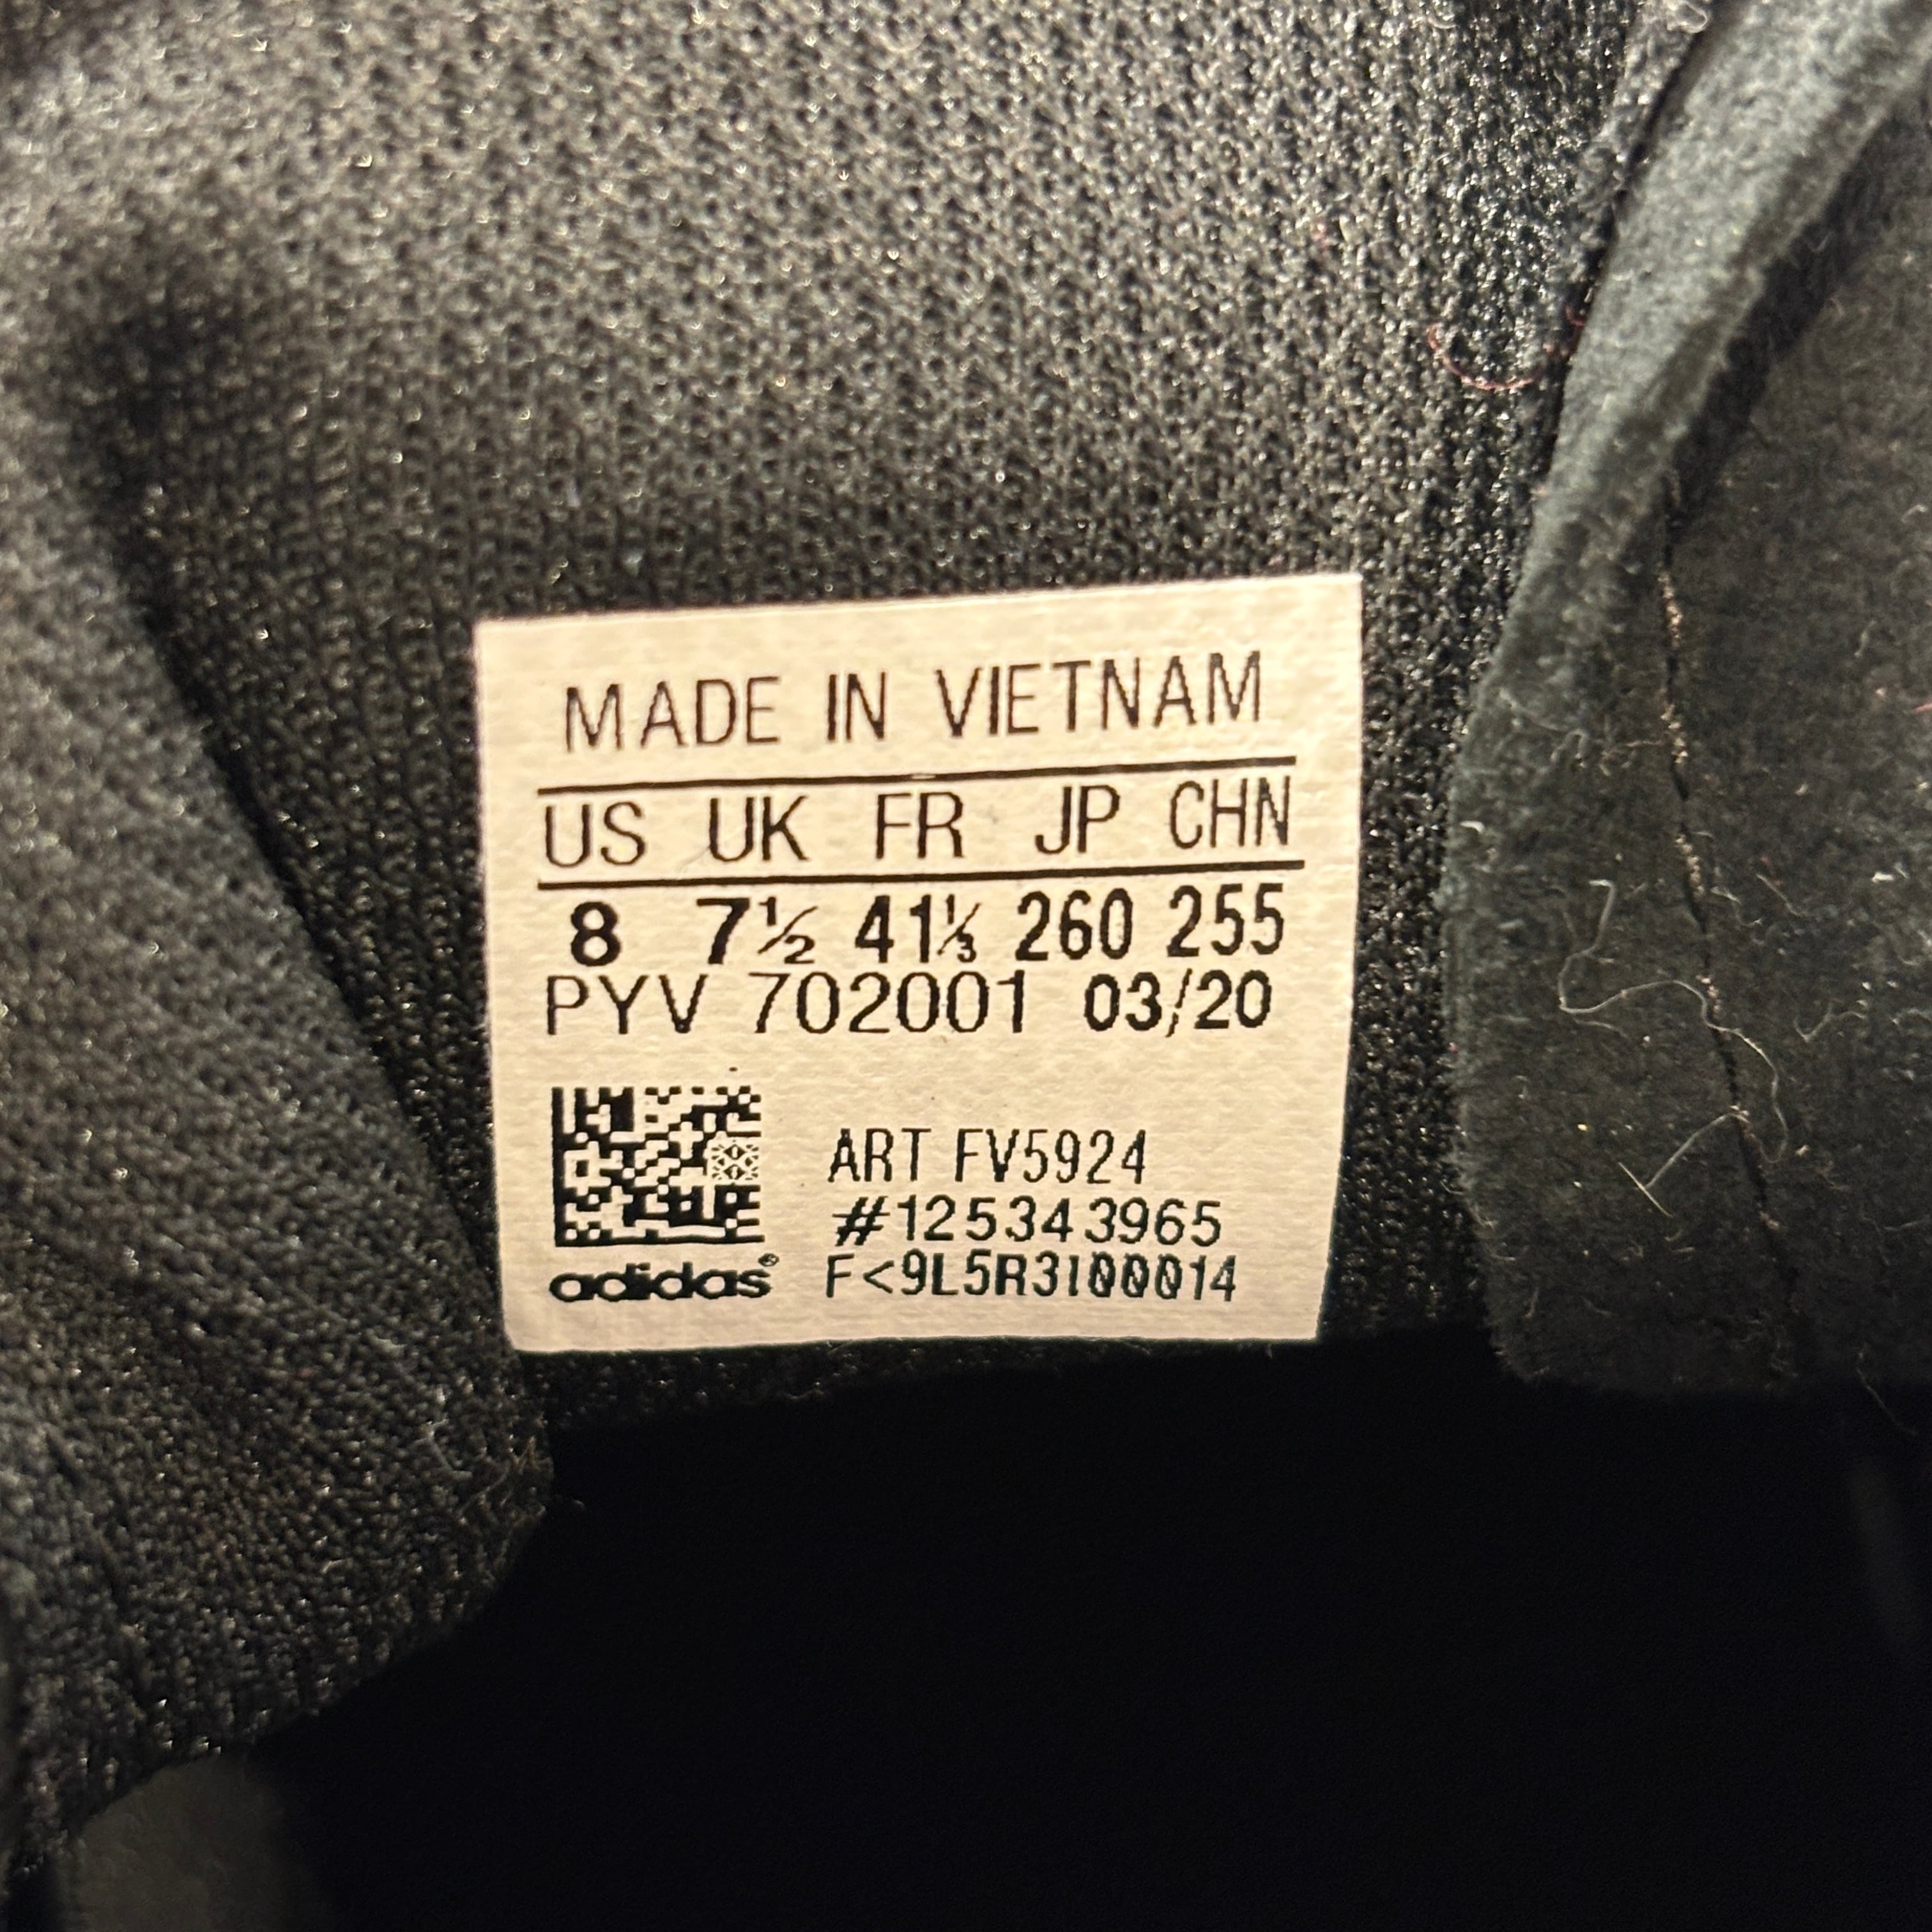 MADE IN VIETNAM
US UK FR JP CHN
8 7½ 41⅓ 260 255
PYV 702001 03/20
ART FV5924
#125343965
adidas® F<9L5R3100014